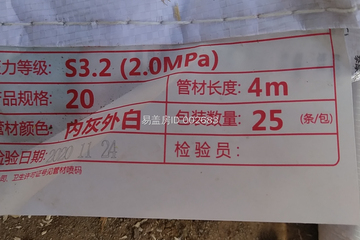 力等级: S3.2 (2.0MPa)
品规格: 20 管材长度: 4m
管材颜色: 内灰外白 包装数量: 25 (条/包)
检验日期: 2020 11 24 检验员:
易盖房ID:002683